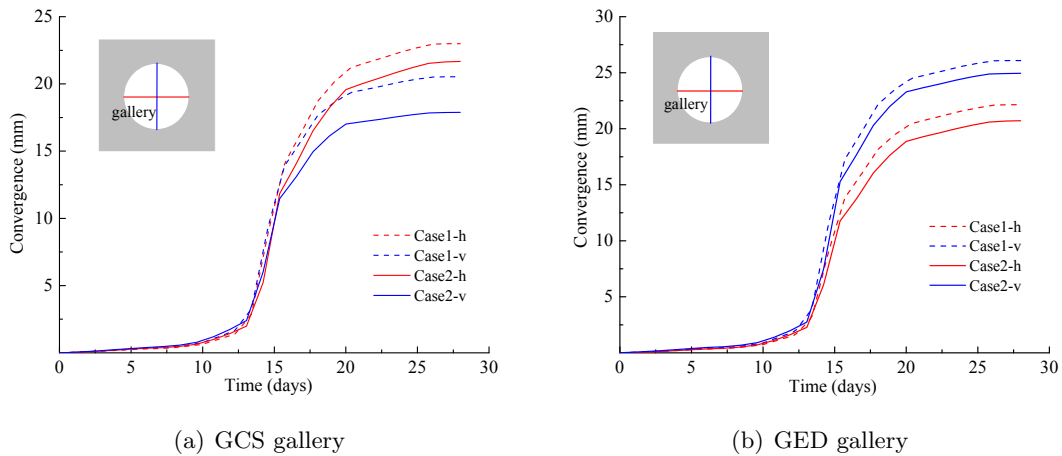 25
20
15
10
5
0
0 5 10 15 20 25 30
Convergence (mm)
Time (days)
gallery
Case1-h
Case1-v
Case2-h
Case2-v
(a) GCS gallery
30
25
20
15
10
5
0
0 5 10 15 20 25 30
Convergence (mm)
Time (days)
gallery
Case1-h
Case1-v
Case2-h
Case2-v
(b) GED gallery